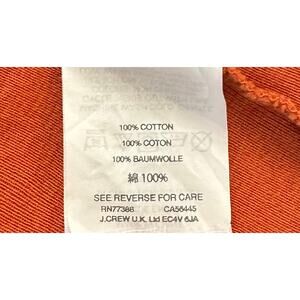 100% COTTON
100% COTON
100% BAUMWOLLE
綿 100%
SEE REVERSE FOR CARE
RN77388 CA56445
J.CREW U.K. Ltd EC4V 6JA